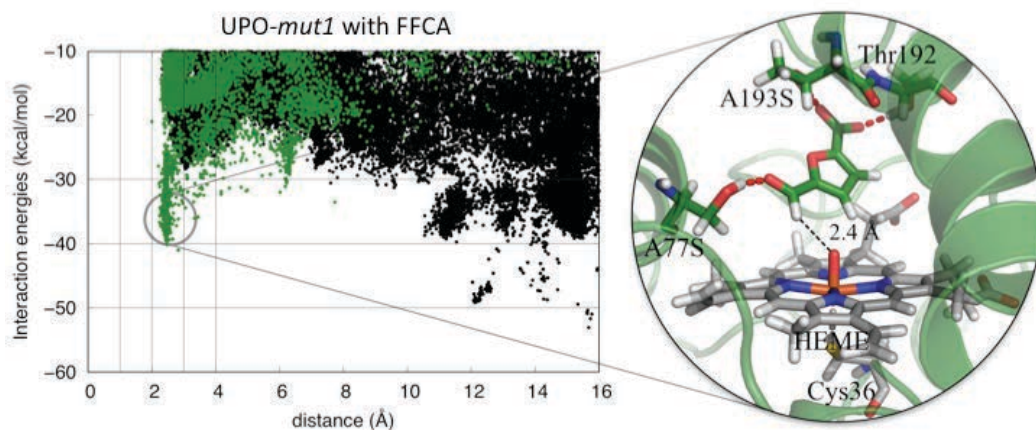 UPO-mut1 with FFCA
Interaction energies (kcal/mol)
-10
-20
-30
-40
-50
-60
0 2 4 6 8 10 12 14 16
distance (Å)
Thr192
A193S
A77S
2.4 Å
HEME
Cys36